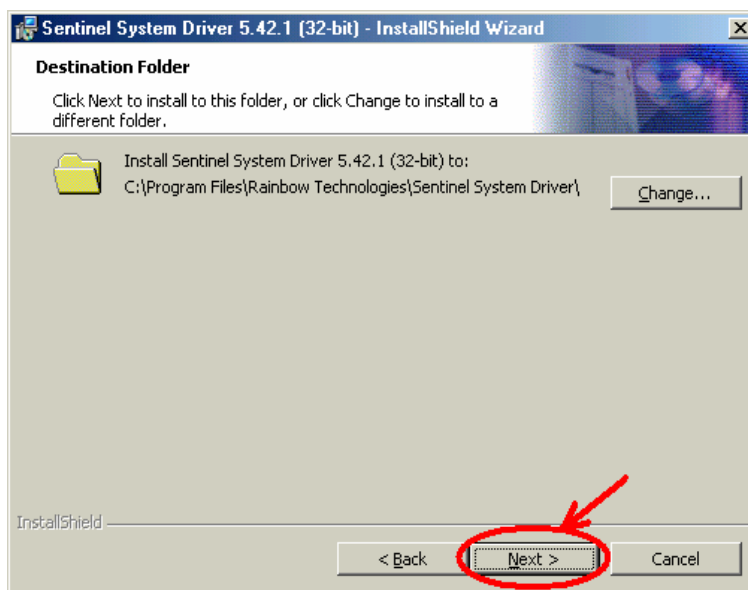 Sentinel System Driver 5.42.1 (32-bit) - InstallShield Wizard
Destination Folder
Click Next to install to this folder, or click Change to install to a
different folder.
Install Sentinel System Driver 5.42.1 (32-bit) to:
C:\Program Files\Rainbow Technologies\Sentinel System Driver\
Change...
InstallShield
< Back
Next >
Cancel